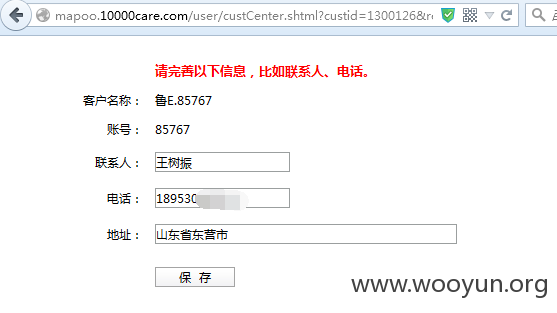 mapoo.10000care.com/user/custCenter.shtml?custid=1300126&r
请完善以下信息，比如联系人、电话。
客户名称： 鲁E.85767
账号： 85767
联系人： 王树振
电话： 189530
地址： 山东省东营市
保 存
www.wooyun.org